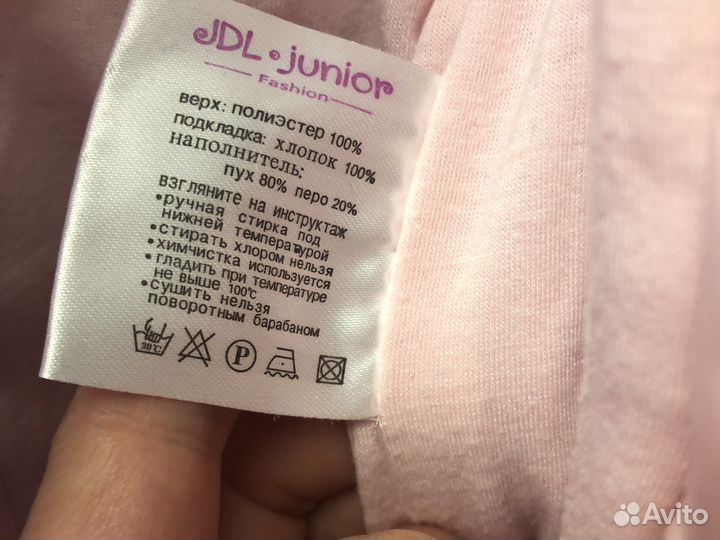 JDL junior
Fashion
верх: полиэстер 100%
подкладка: хлопок 100%
наполнитель:
пух 80% перо 20%
взгляните на инструктаж
•ручная стирка под
нижней температурой
•стирать хлором нельзя
•химчистка используется
•гладить при температуре
не выше 100℃
•сушить нельзя
поворотным барабаном
30℃ P
Avito